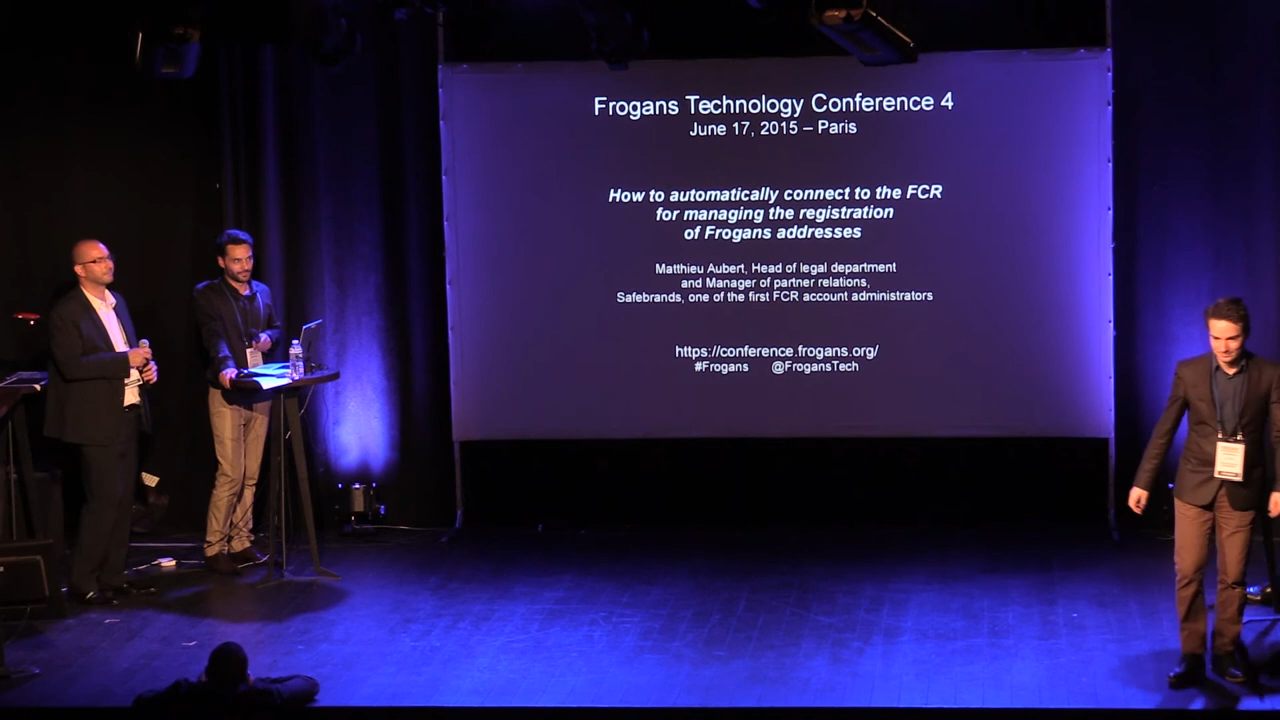 Frogans Technology Conference 4
June 17, 2015 – Paris
How to automatically connect to the FCR
for managing the registration
of Frogans addresses
Matthieu Aubert, Head of legal department
and Manager of partner relations,
Safebrands, one of the first FCR account administrators
https://conference.frogans.org/
#Frogans @FrogansTech